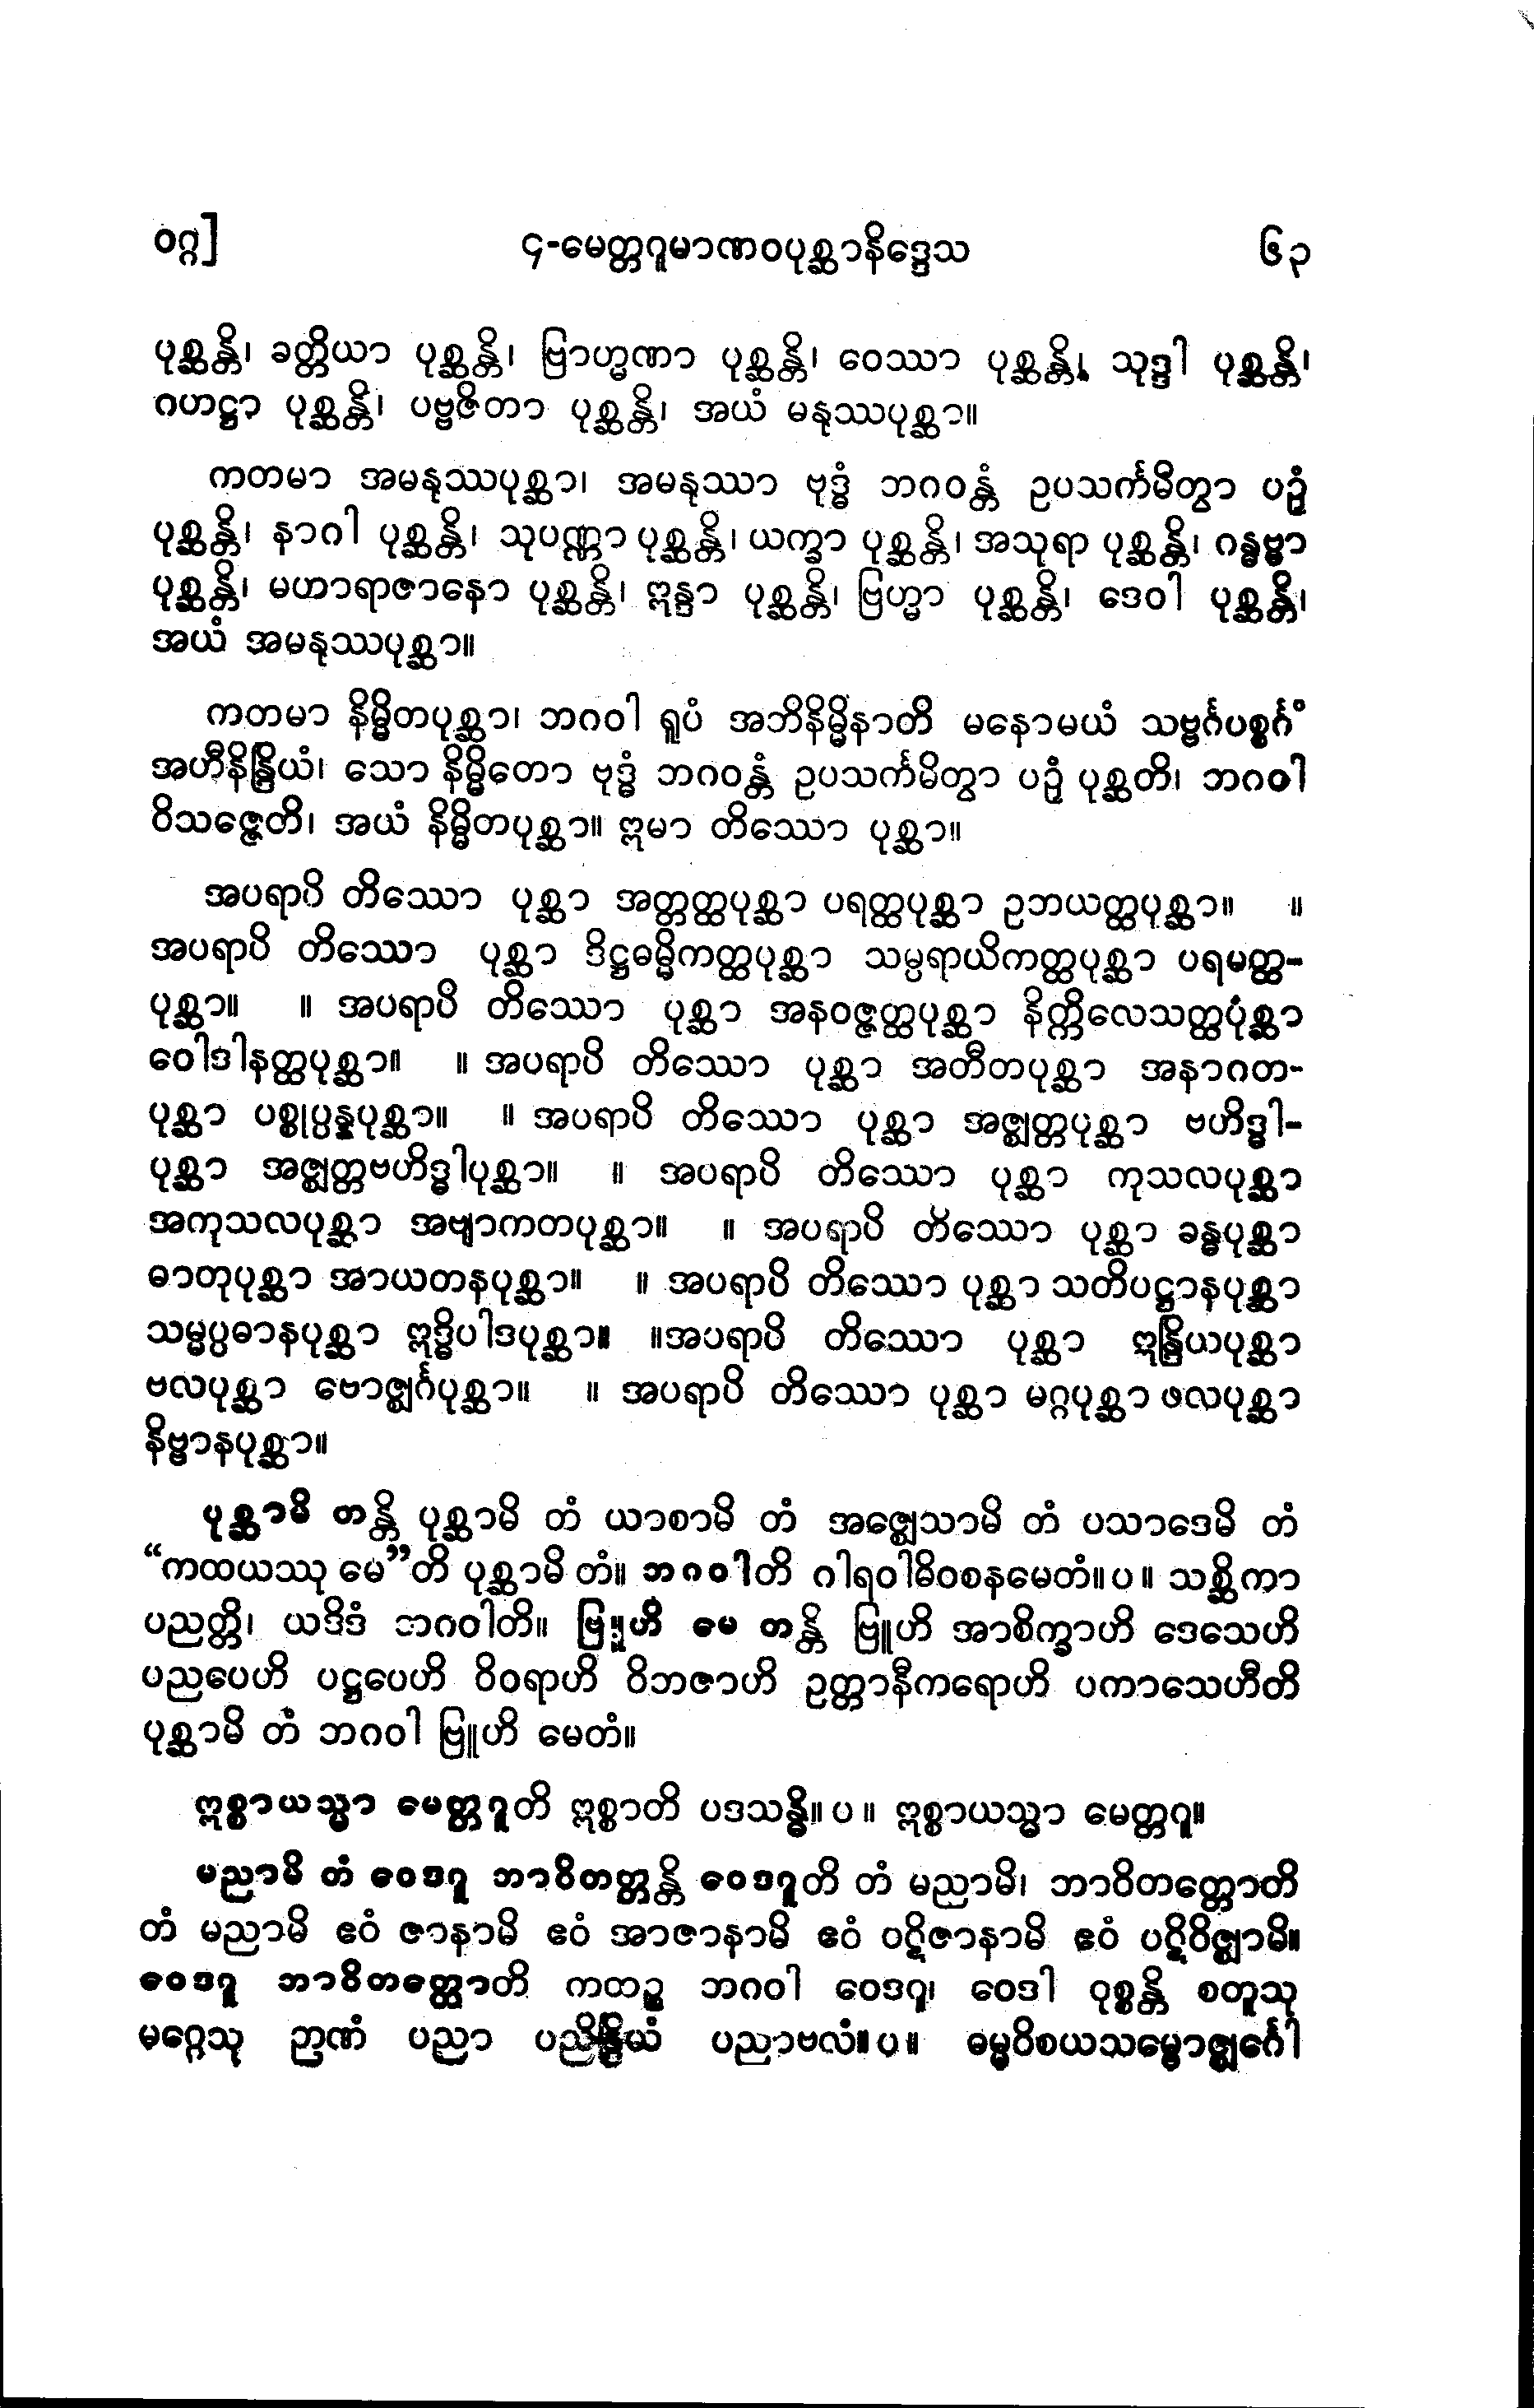 ၀ဂ္ဂ] ၄-မေတ္တဂူမာဏဝပုစ္ဆာနိဒ္ဒေသ ၆၃
ပုစ္ဆန္တိ၊ ခတ္တိယာ ပုစ္ဆန္တိ၊ ဗြာဟ္မဏာ ပုစ္ဆန္တိ၊ ဝေဿာ ပုစ္ဆန္တိ၊ သုဒ္ဒါ ပုစ္ဆန္တိ၊
ဂဟဋ္ဌာ ပုစ္ဆန္တိ၊ ပဗ္ဗဇိတာ ပုစ္ဆန္တိ၊ အယံ မနုဿပုစ္ဆာ။
ကတမာ အမနုဿပုစ္ဆာ၊ အမနုဿာ ဗုဒ္ဓံ ဘဂဝန္တံ ဥပသင်္ကမိတွာ ပဉှံ
ပုစ္ဆန္တိ၊ နာဂါ ပုစ္ဆန္တိ၊ သုပဏ္ဏာ ပုစ္ဆန္တိ၊ ယက္ခာ ပုစ္ဆန္တိ၊ အသုရာ ပုစ္ဆန္တိ၊ ဂန္ဓဗ္ဗာ
ပုစ္ဆန္တိ၊ မဟာရာဇာနော ပုစ္ဆန္တိ၊ ဣန္ဒာ ပုစ္ဆန္တိ၊ ဗြဟ္မာ ပုစ္ဆန္တိ၊ ဒေဝါ ပုစ္ဆန္တိ၊
အယံ အမနုဿပုစ္ဆာ။
ကတမာ နိမ္မိတပုစ္ဆာ၊ ဘဂဝါ ရူပံ အဘိနိမ္မိနာတိ မနောမယံ သဗ္ဗင်္ဂပစ္စင်္ဂံ
အဟီနိန္ဒြိယံ၊ သော နိမ္မိတော ဗုဒ္ဓံ ဘဂဝန္တံ ဥပသင်္ကမိတွာ ပဉှံ ပုစ္ဆတိ၊ ဘဂဝါ
ဝိသဇ္ဇေတိ၊ အယံ နိမ္မိတပုစ္ဆာ။ ဣမာ တိဿော ပုစ္ဆာ။
အပရာပိ တိဿော ပုစ္ဆာ အတ္တတ္ထပုစ္ဆာ ပရတ္ထပုစ္ဆာ ဥဘယတ္ထပုစ္ဆာ။ ။
အပရာပိ တိဿော ပုစ္ဆာ ဒိဋ္ဌဓမ္မိကတ္ထပုစ္ဆာ သမ္ပရာယိကတ္ထပုစ္ဆာ ပရမတ္ထ-
ပုစ္ဆာ။ ။ အပရာပိ တိဿော ပုစ္ဆာ အနဝဇ္ဇတ္ထပုစ္ဆာ နိက္ကိလေသတ္ထပုစ္ဆာ
ဝေါဒါနတ္ထပုစ္ဆာ။ ။ အပရာပိ တိဿော ပုစ္ဆာ အတီတပုစ္ဆာ အနာဂတ-
ပုစ္ဆာ ပစ္စုပ္ပန္နပုစ္ဆာ။ ။ အပရာပိ တိဿော ပုစ္ဆာ အဇ္ဈတ္တပုစ္ဆာ ဗဟိဒ္ဓါ-
ပုစ္ဆာ အဇ္ဈတ္တဗဟိဒ္ဓါပုစ္ဆာ။ ။ အပရာပိ တိဿော ပုစ္ဆာ ကုသလပုစ္ဆာ
အကုသလပုစ္ဆာ အဗျာကတပုစ္ဆာ။ ။ အပရာပိ တိဿော ပုစ္ဆာ ခန္ဓပုစ္ဆာ
ဓာတုပုစ္ဆာ အာယတနပုစ္ဆာ။ ။ အပရာပိ တိဿော ပုစ္ဆာ သတိပဋ္ဌာနပုစ္ဆာ
သမ္မပ္ပဓာနပုစ္ဆာ ဣဒ္ဓိပါဒပုစ္ဆာ။ ။အပရာပိ တိဿော ပုစ္ဆာ ဣန္ဒြိယပုစ္ဆာ
ဗလပုစ္ဆာ ဗောဇ္ဈင်္ဂပုစ္ဆာ။ ။ အပရာပိ တိဿော ပုစ္ဆာ မဂ္ဂပုစ္ဆာ ဖလပုစ္ဆာ
နိဗ္ဗာနပုစ္ဆာ။
ပုစ္ဆာမိ တန္တိ ပုစ္ဆာမိ တံ ယာစာမိ တံ အဇ္ဈေသာမိ တံ ပသာဒေမိ တံ
“ကထယဿု မေ”တိ ပုစ္ဆာမိ တံ။ ဘဂဝါတိ ဂါရဝါဓိဝစနမေတံ။ပ။ သစ္ဆိကာ
ပညတ္တိ၊ ယဒိဒံ ဘဂဝါတိ။ ဗြူဟိ မေ တန္တိ ဗြူဟိ အာစိက္ခာဟိ ဒေသေဟိ
ပညပေဟိ ပဋ္ဌပေဟိ ဝိဝရာဟိ ဝိဘဇာဟိ ဥတ္တာနီကရောဟိ ပကာသေဟီတိ
ပုစ္ဆာမိ တံ ဘဂဝါ ဗြူဟိ မေတံ။
ဣစ္စာယသ္မာ မေတ္တဂူတိ ဣစ္စာတိ ပဒသန္ဓိ။ပ။ ဣစ္စာယသ္မာ မေတ္တဂူ။
မညာမိ တံ ဝေဒဂူ ဘာဝိတတ္တန္တိ ဝေဒဂူတိ တံ မညာမိ၊ ဘာဝိတတ္တောတိ
တံ မညာမိ ဧဝံ ဇာနာမိ ဧဝံ အာဇာနာမိ ဧဝံ ပဋိဇာနာမိ ဧဝံ ပဋိဝိဇ္ဈာမိ။
ဝေဒဂူ ဘာဝိတတ္တောတိ ကထဉ္စ ဘဂဝါ ဝေဒဂူ၊ ဝေဒါ ဝုစ္စန္တိ စတူသု
မဂ္ဂေသု ဉာဏံ ပညာ ပညိန္ဒြိယံ ပညာဗလံ။ပ။ ဓမ္မဝိစယသမ္ဗောဇ္ဈင်္ဂေါ